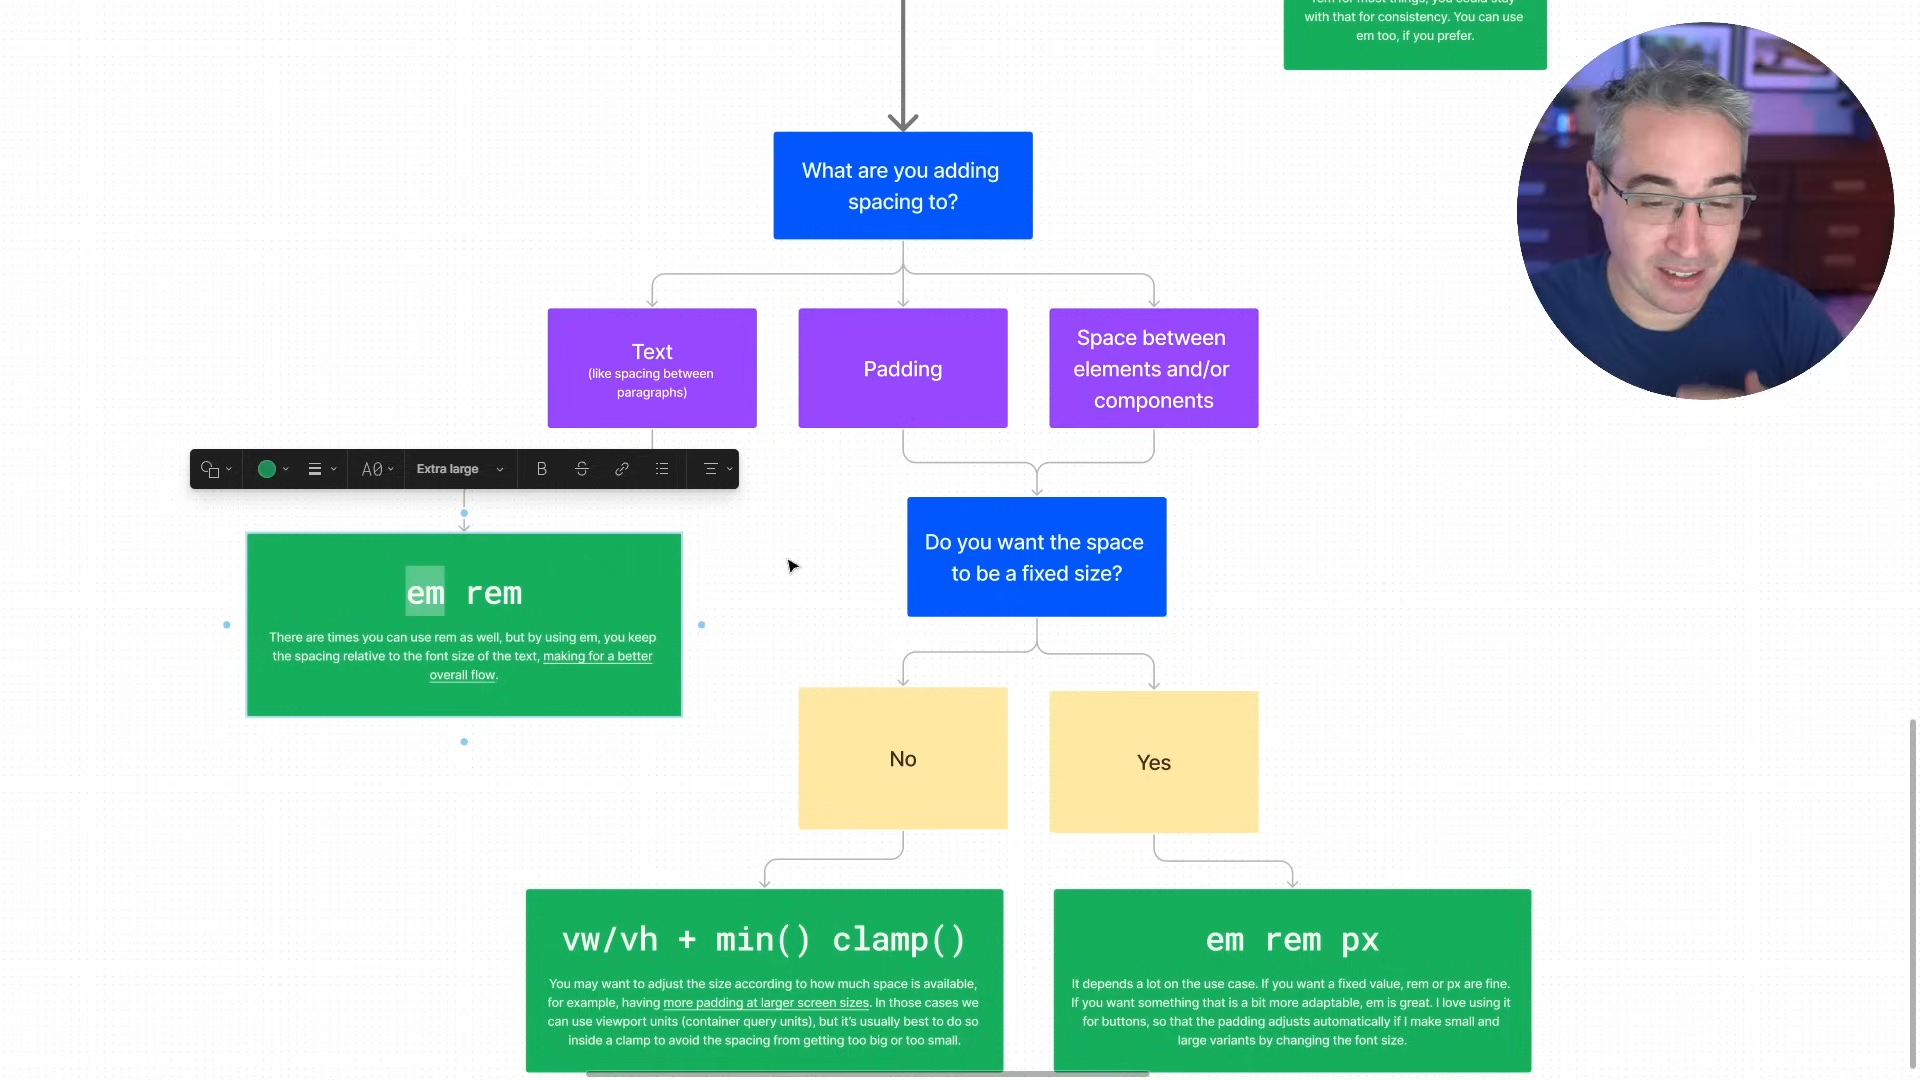 with that for consistency. You can use
em too, if you prefer.
What are you adding
spacing to?
Text
(like spacing between
paragraphs)
Padding
Space between
elements and/or
components
A0
Extra large
B
S
Do you want the space
to be a fixed size?
em rem
There are times you can use rem as well, but by using em, you keep
the spacing relative to the font size of the text, making for a better
overall flow.
No
Yes
vw/vh + min() clamp()
You may want to adjust the size according to how much space is available,
for example, having more padding at larger screen sizes. In those cases we
can use viewport units (container query units), but it's usually best to do so
inside a clamp to avoid the spacing from getting too big or too small.
em rem px
It depends a lot on the use case. If you want a fixed value, rem or px are fine.
If you want something that is a bit more adaptable, em is great. I love using it
for buttons, so that the padding adjusts automatically if I make small and
large variants by changing the font size.